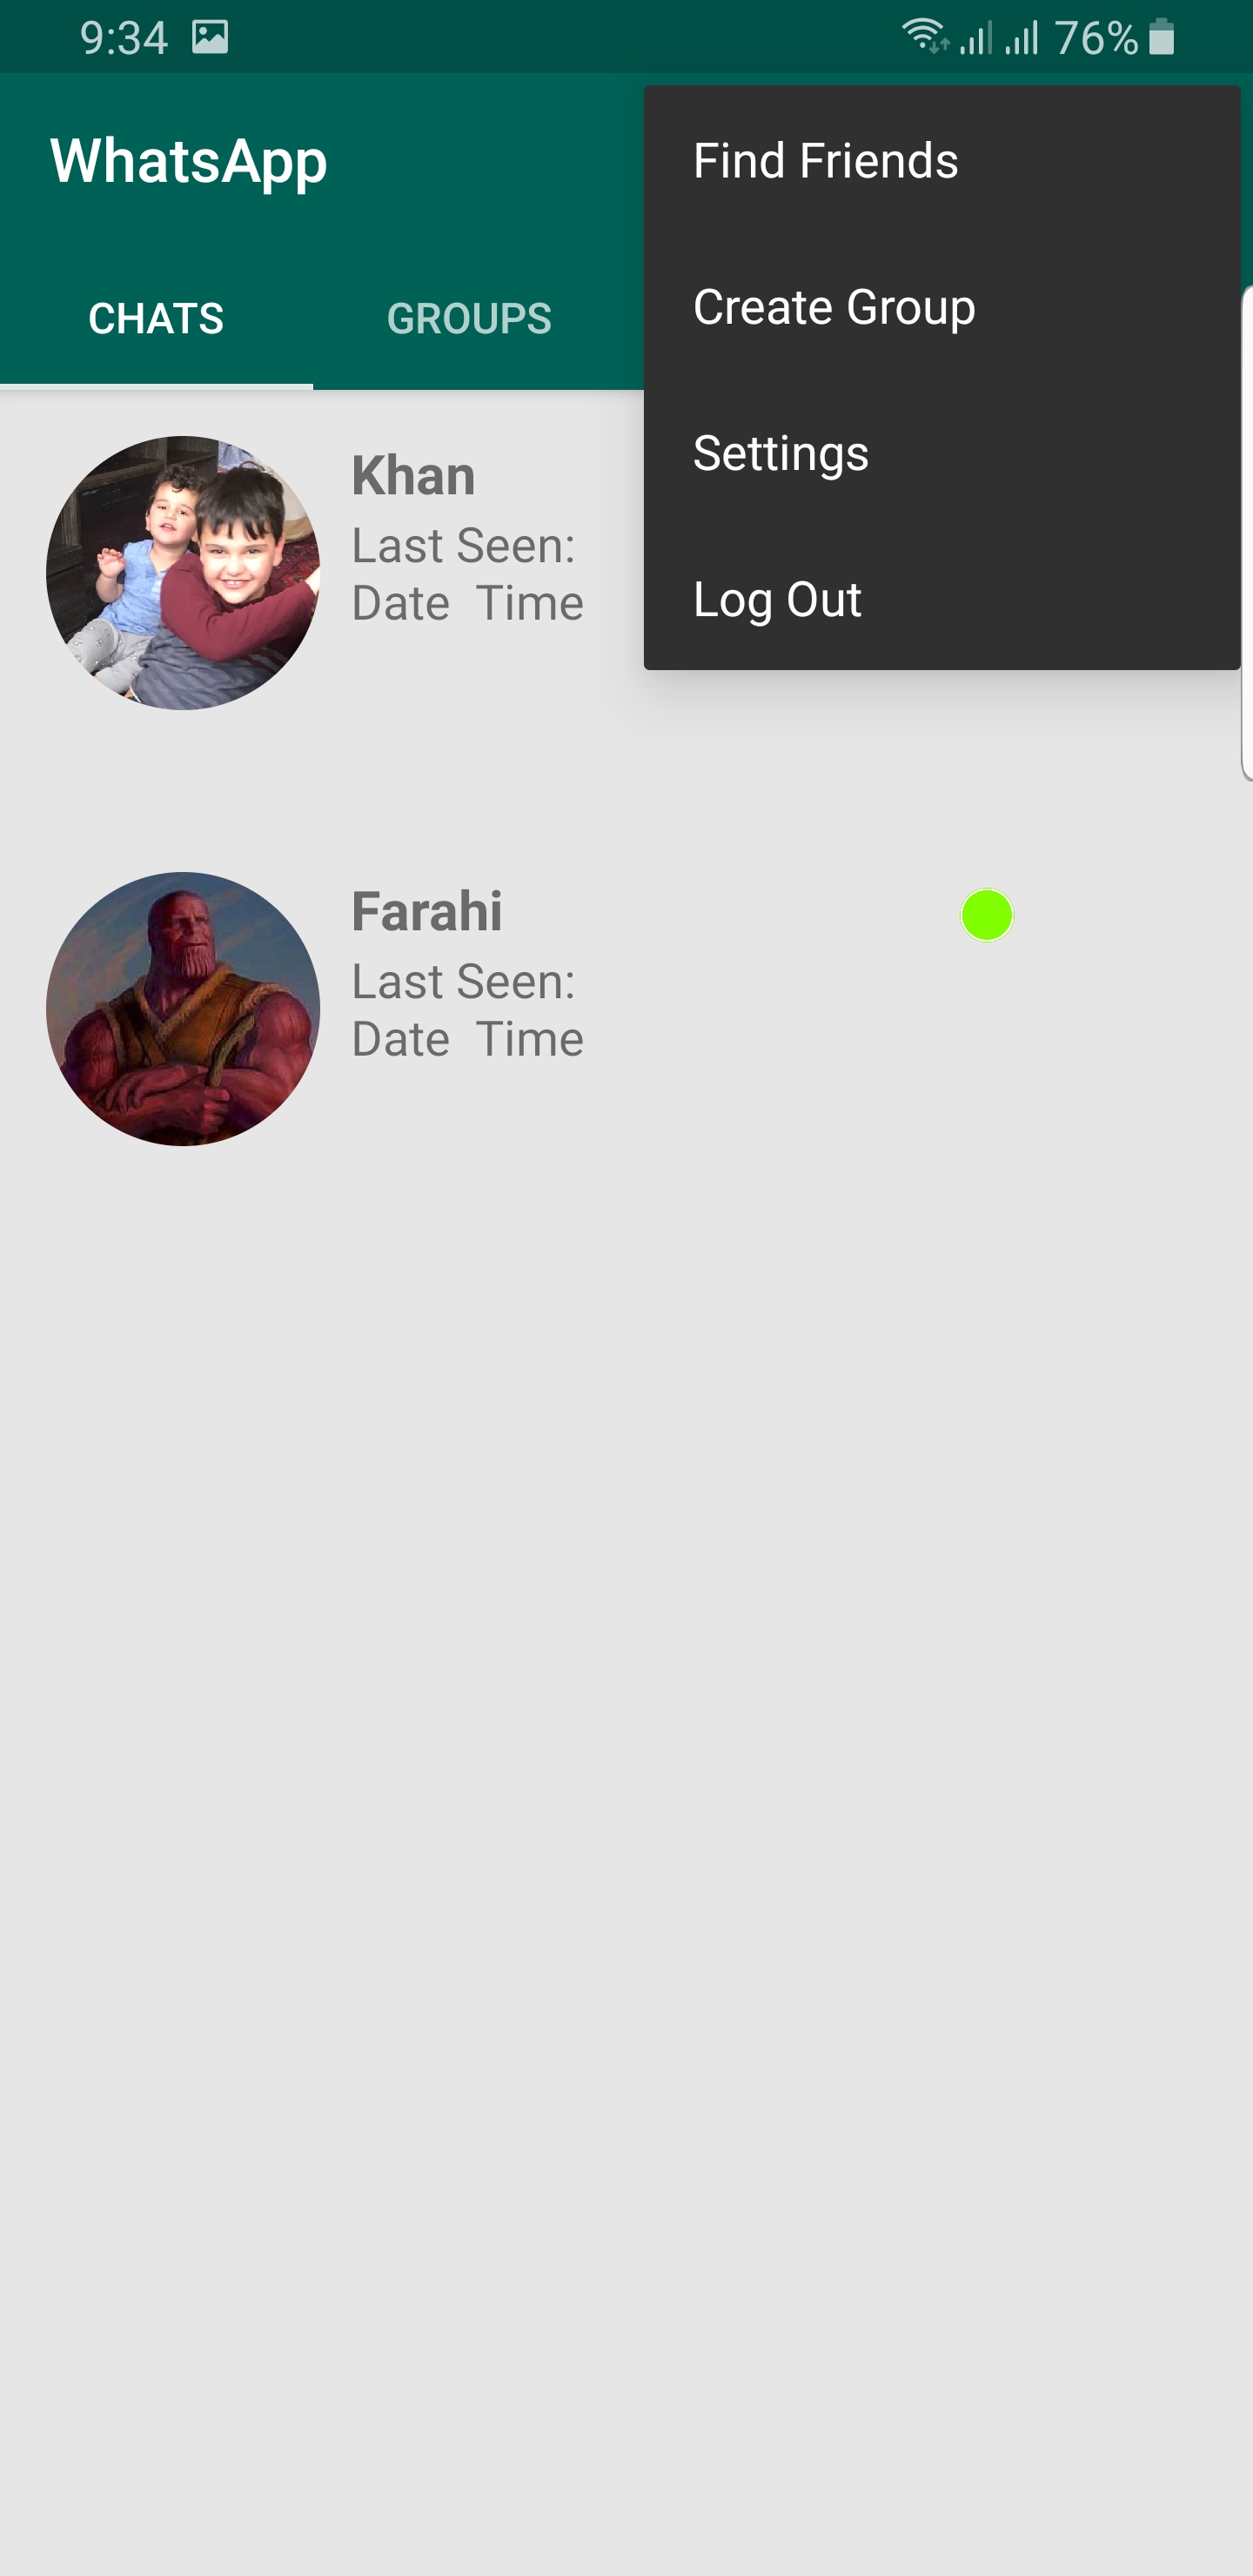 9:34 76%
WhatsApp
Find Friends
Create Group
Settings
Log Out
CHATS GROUPS
Khan
Last Seen:
Date Time
Farahi
Last Seen:
Date Time